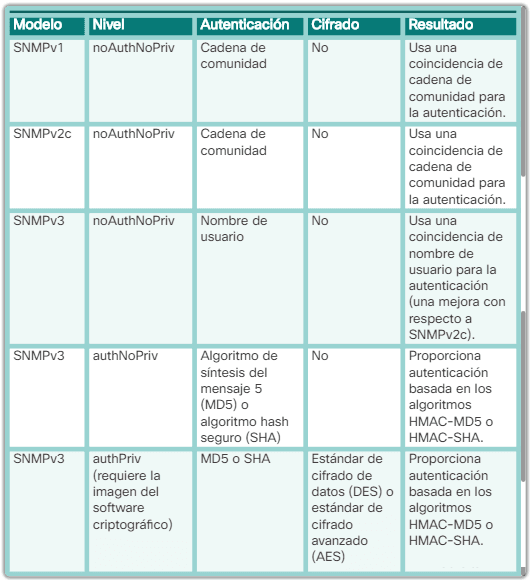 Modelo Nivel Autenticación Cifrado Resultado
SNMPv1 noAuthNoPriv Cadena de No Usa una
comunidad coincidencia de
cadena de
comunidad para
la autenticación.
SNMPv2c noAuthNoPriv Cadena de No Usa una
comunidad coincidencia de
cadena de
comunidad para
la autenticación.
SNMPv3 noAuthNoPriv Nombre de No Usa una
usuario coincidencia de
nombre de
usuario para la
autenticación
(una mejora con
respecto a
SNMPv2c).
SNMPv3 authNoPriv Algoritmo de No Proporciona
síntesis del autenticación
mensaje 5 basada en los
(MD5) o algoritmos
algoritmo hash HMAC-MD5 o
seguro (SHA) HMAC-SHA.
SNMPv3 authPriv MD5 o SHA Estándar de Proporciona
(requiere la cifrado de autenticación
imagen del datos (DES) o basada en los
software estándar de algoritmos
criptográfico) cifrado HMAC-MD5 o
avanzado HMAC-SHA.
(AES)